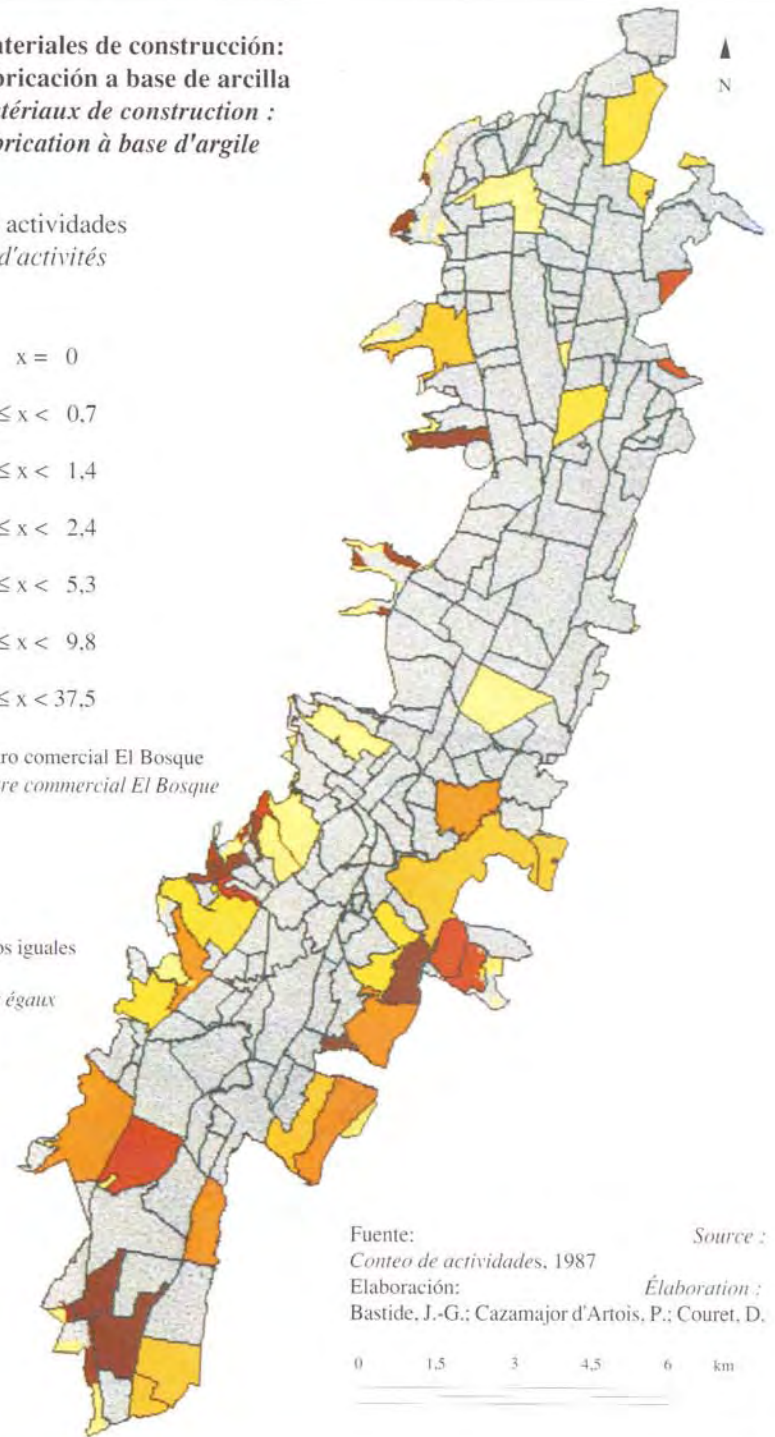 ateriales de construcción:
bricación a base de arcilla
atériaux de construction :
brication à base d'argile
actividades
d'activités
x = 0
≤ x < 0,7
≤ x < 1,4
≤ x < 2,4
≤ x < 5,3
≤ x < 9,8
≤ x < 37,5
ro comercial El Bosque
re commercial El Bosque
os iguales
égaux
N
Fuente: Source :
Conteo de actividades, 1987
Elaboración: Élaboration :
Bastide, J.-G.; Cazamajor d'Artois, P.; Couret, D.
0 1,5 3 4,5 6 km